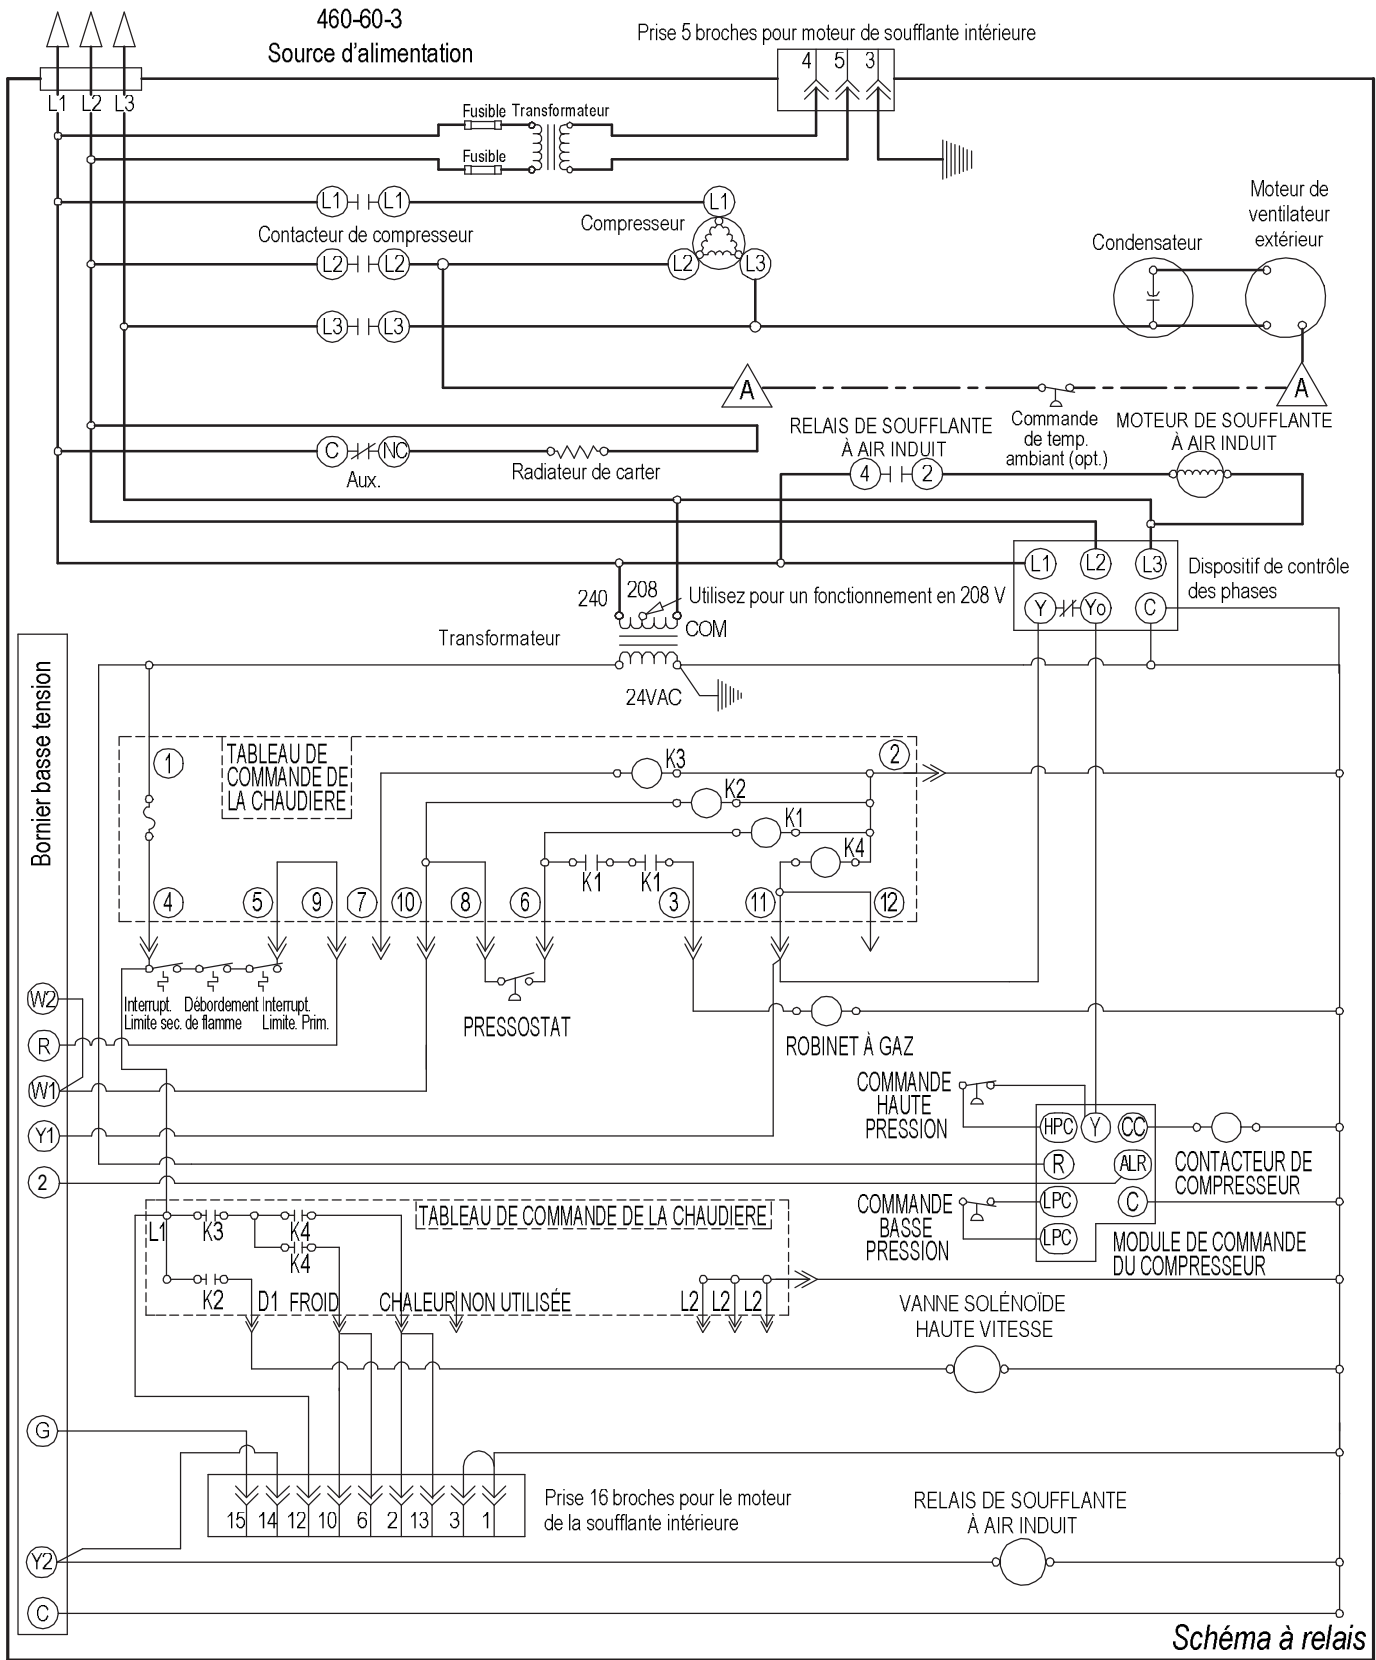 460-60-3
Source d'alimentation
Prise 5 broches pour moteur de soufflante intérieure
4 5 3
L1 L2 L3
Fusible Transformateur
Fusible
L1 L1 L1
Moteur de
ventilateur
extérieur
Contacteur de compresseur
Compresseur
Condensateur
L2 L2 L2 L3
L3 L3
A A
Commande
de temp.
ambiant (opt.)
RELAIS DE SOUFFLANTE
À AIR INDUIT
MOTEUR DE SOUFFLANTE
À AIR INDUIT
C NC
Aux.
Radiateur de carter
4 2
L1 L2 L3
Dispositif de contrôle
des phases
240 208
Utilisez pour un fonctionnement en 208 V
Y Yo C
Transformateur
COM
24VAC
Bornier basse tension
1
TABLEAU DE
COMMANDE DE
LA CHAUDIERE
K3
2
K2
K1
K4
K1 K1
4 5 9 7 10 8 6 3 11 12
Interrupt.
Limite sec.
Débordement
de flamme
Interrupt.
Limite. Prim.
PRESSOSTAT
ROBINET À GAZ
W2
R
W1
Y1
2
COMMANDE
HAUTE
PRESSION
HPC Y CC
R ALR
LPC C
LPC
CONTACTEUR DE
COMPRESSEUR
COMMANDE
BASSE
PRESSION
MODULE DE COMMANDE
DU COMPRESSEUR
TABLEAU DE COMMANDE DE LA CHAUDIERE
L1 K3 K4
K4
K2 D1 FROID CHALEUR NON UTILISÉE L2 L2 L2
VANNE SOLÉNOÏDE
HAUTE VITESSE
G
15 14 12 10 6 2 13 3 1
Prise 16 broches pour le moteur
de la soufflante intérieure
RELAIS DE SOUFFLANTE
À AIR INDUIT
Y2
C
Schéma à relais